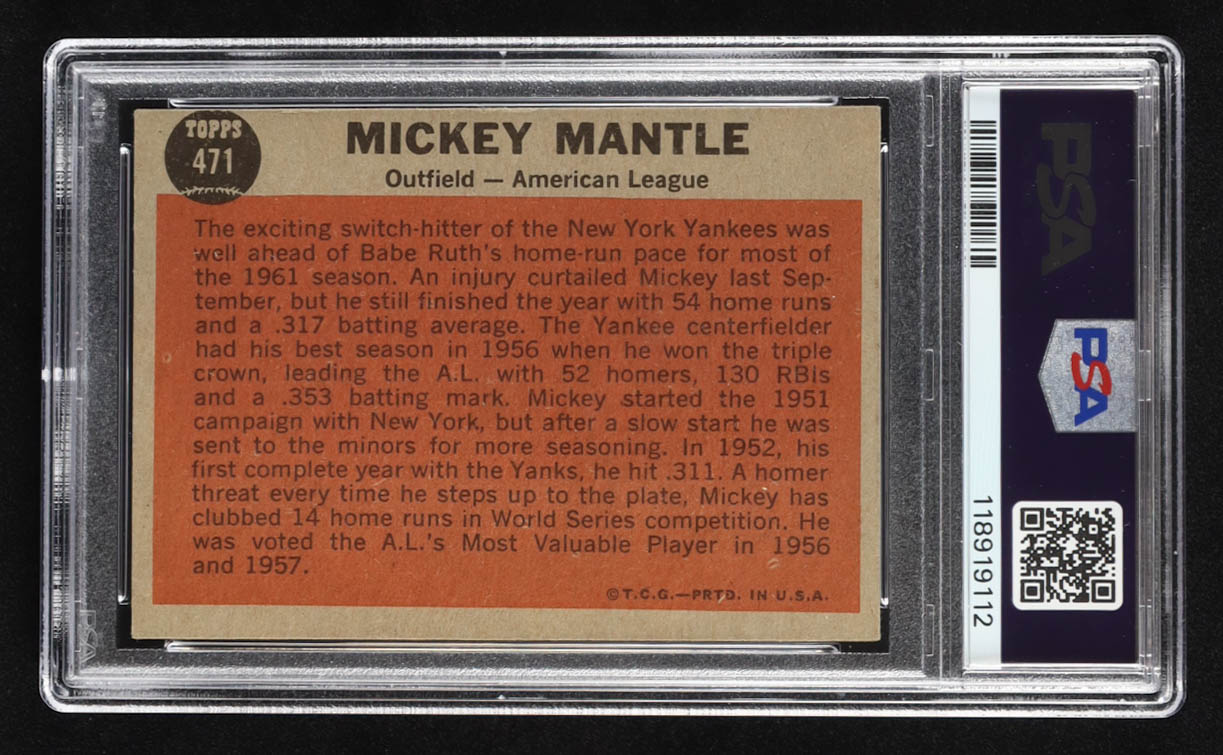 TOPPS
471
MICKEY MANTLE
Outfield — American League
The exciting switch-hitter of the New York Yankees was
well ahead of Babe Ruth's home-run pace for most of
the 1961 season. An injury curtailed Mickey last Sep-
tember, but he still finished the year with 54 home runs
and a .317 batting average. The Yankee centerfielder
had his best season in 1956 when he won the triple
crown, leading the A.L. with 52 homers, 130 RBIs
and a .353 batting mark. Mickey started the 1951
campaign with New York, but after a slow start he was
sent to the minors for more seasoning. In 1952, his
first complete year with the Yanks, he hit .311. A homer
threat every time he steps up to the plate, Mickey has
clubbed 14 home runs in World Series competition. He
was voted the A.L.'s Most Valuable Player in 1956
and 1957.
©T.C.G.—PRTD. IN U.S.A.
PSA
PSA
118919112
PSA